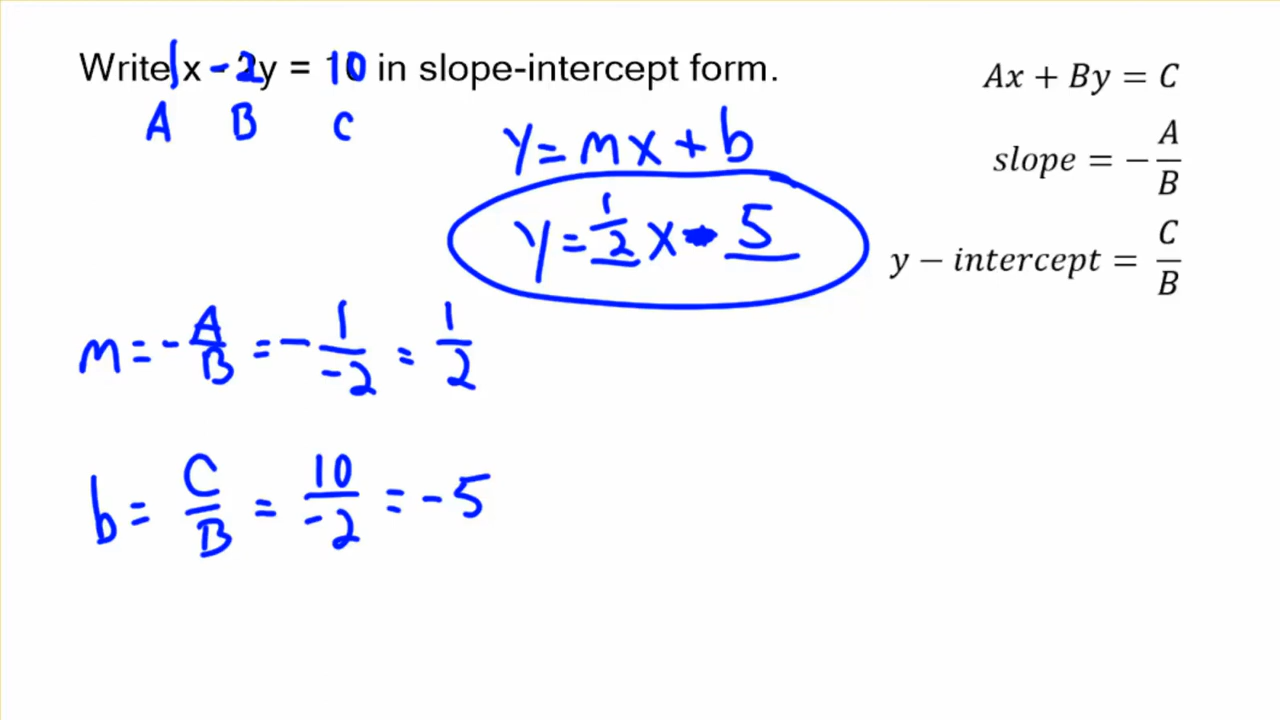 Write 1x - 2y = 10 in slope-intercept form.
A B C
y = mx + b
y = 1/2 x - 5
m = - A/B = - 1/-2 = 1/2
b = C/B = 10/-2 = -5
Ax + By = C
slope = - A/B
y - intercept = C/B